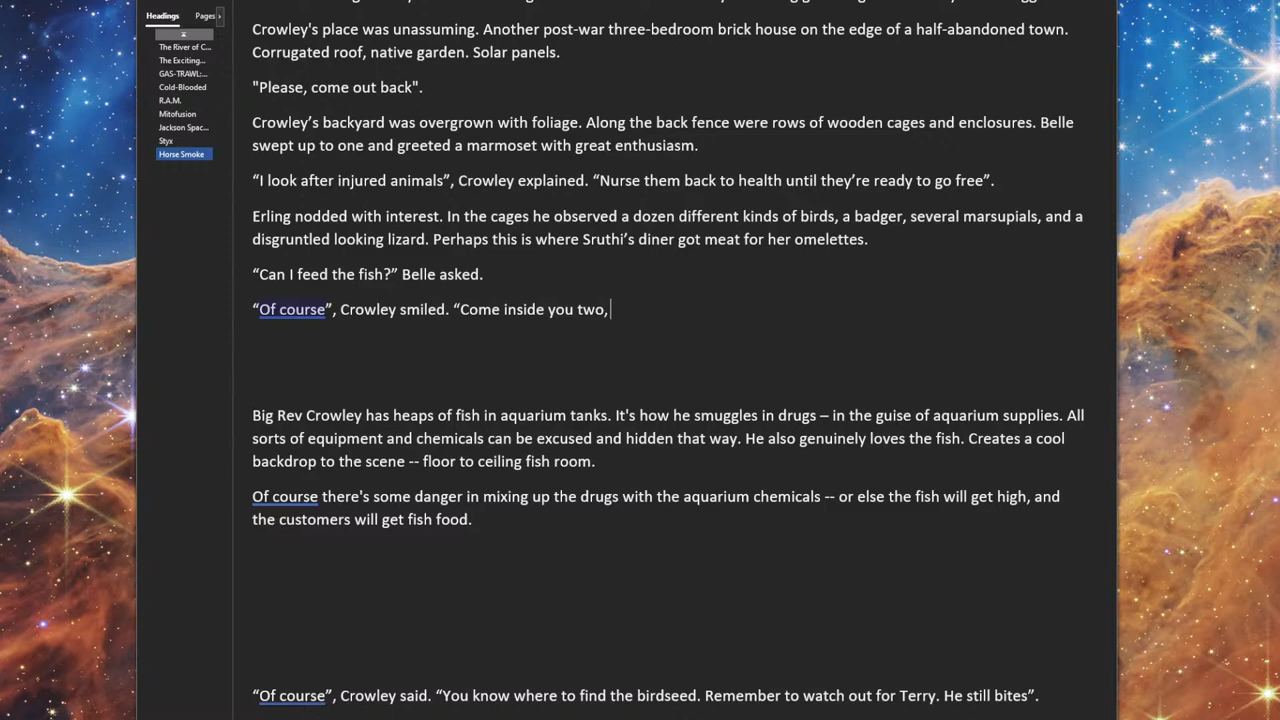 Headings
Pages
The River of C...
The Exciting...
GAS-TRAWL:...
Cold-Blooded
R.A.M.
Mitofusion
Jackson Spac...
Styx
Horse Smoke
Crowley's place was unassuming. Another post-war three-bedroom brick house on the edge of a half-abandoned town.
Corrugated roof, native garden. Solar panels.
"Please, come out back".
Crowley’s backyard was overgrown with foliage. Along the back fence were rows of wooden cages and enclosures. Belle
swept up to one and greeted a marmoset with great enthusiasm.
“I look after injured animals”, Crowley explained. “Nurse them back to health until they’re ready to go free”.
Erling nodded with interest. In the cages he observed a dozen different kinds of birds, a badger, several marsupials, and a
disgruntled looking lizard. Perhaps this is where Sruthi’s diner got meat for her omelettes.
“Can I feed the fish?” Belle asked.
“Of course”, Crowley smiled. “Come inside you two,
Big Rev Crowley has heaps of fish in aquarium tanks. It's how he smuggles in drugs – in the guise of aquarium supplies. All
sorts of equipment and chemicals can be excused and hidden that way. He also genuinely loves the fish. Creates a cool
backdrop to the scene -- floor to ceiling fish room.
Of course there's some danger in mixing up the drugs with the aquarium chemicals -- or else the fish will get high, and
the customers will get fish food.
“Of course”, Crowley said. “You know where to find the birdseed. Remember to watch out for Terry. He still bites”.